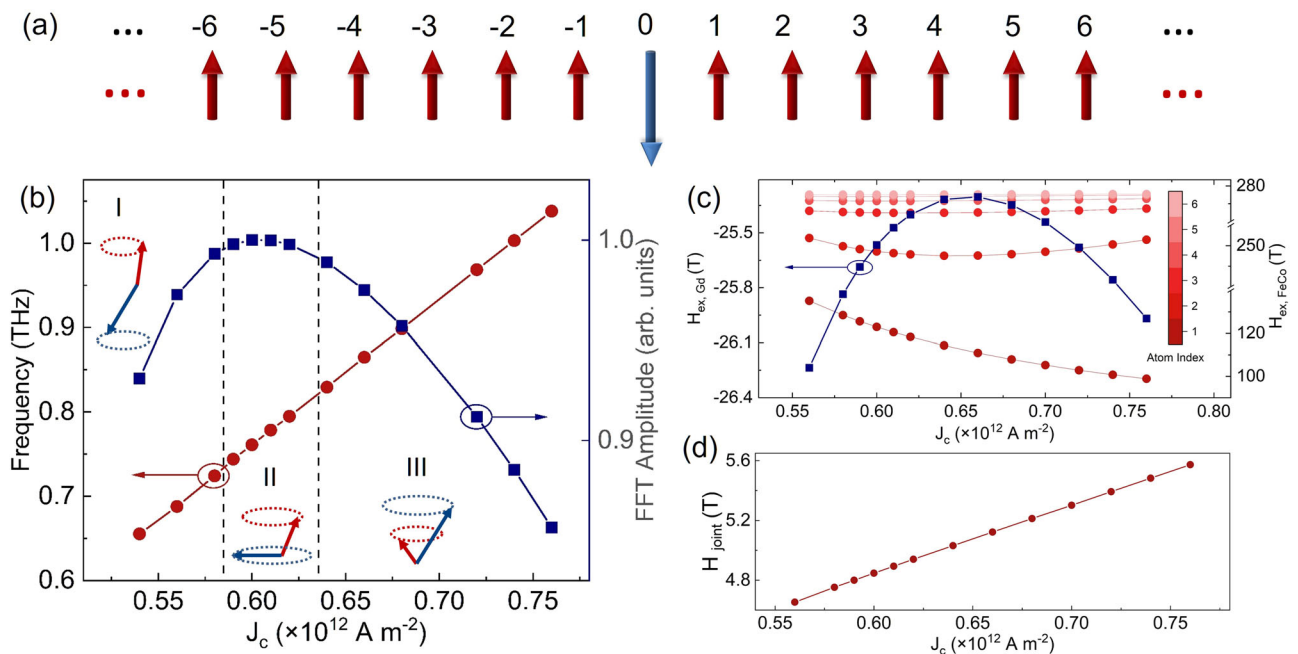 (a) ... -6 -5 -4 -3 -2 -1 0 1 2 3 4 5 6 ...
(b)
I
II
III
Frequency (THz)
1.0
0.9
0.8
0.7
0.6
0.55 0.60 0.65 0.70 0.75
J_c (×10^12 A m^-2)
1.0
0.9
FFT Amplitude (arb. units)
(c)
H_ex, Gd (T)
-25.5
-25.8
-26.1
-26.4
0.55 0.60 0.65 0.70 0.75 0.80
J_c (×10^12 A m^-2)
280
250
120
100
H_ex, FeCo (T)
6
5
4
3
2
1
Atom Index
(d)
H_joint (T)
5.6
5.2
4.8
4.4
0.55 0.60 0.65 0.70 0.75
J_c (×10^12 A m^-2)